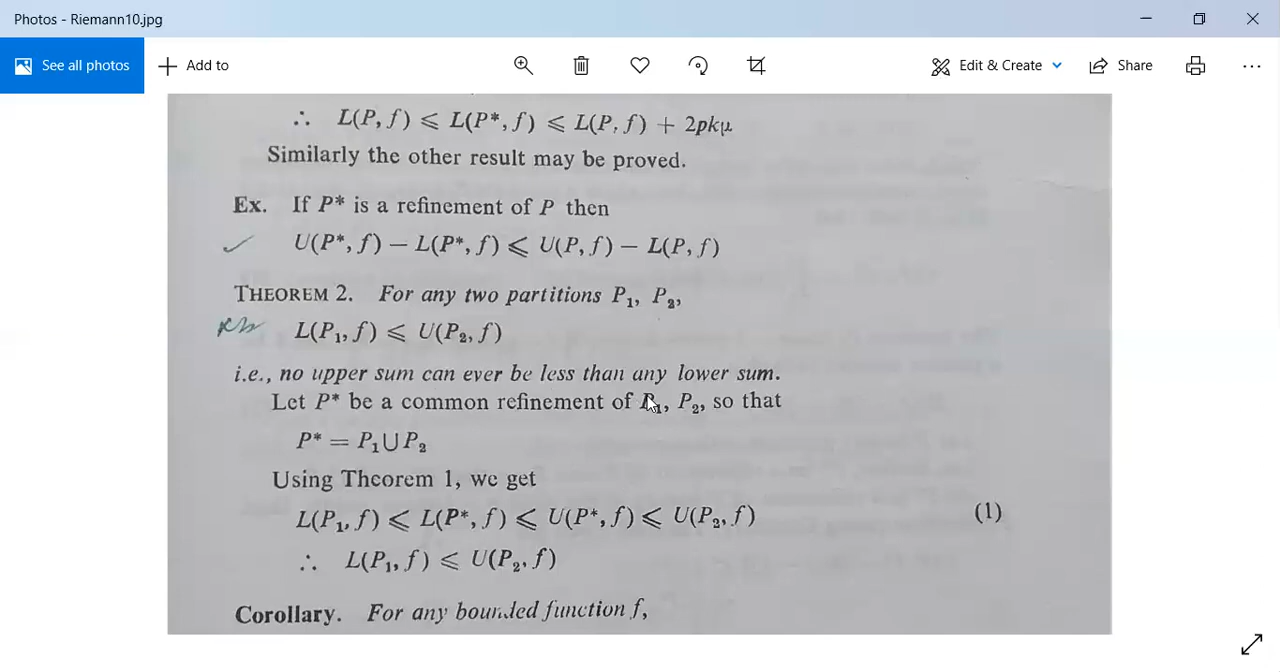 Photos - Riemann10.jpg
See all photos
Add to
Edit & Create
Share
∴ L(P, f) ⩽ L(P*, f) ⩽ L(P, f) + 2pkμ
Similarly the other result may be proved.
Ex. If P* is a refinement of P then
U(P*, f) − L(P*, f) ⩽ U(P, f) − L(P, f)
THEOREM 2. For any two partitions P₁, P₂,
L(P₁, f) ⩽ U(P₂, f)
i.e., no upper sum can ever be less than any lower sum.
Let P* be a common refinement of P₁, P₂, so that
P* = P₁ ∪ P₂
Using Theorem 1, we get
L(P₁, f) ⩽ L(P*, f) ⩽ U(P*, f) ⩽ U(P₂, f) (1)
∴ L(P₁, f) ⩽ U(P₂, f)
Corollary. For any bounded function f,